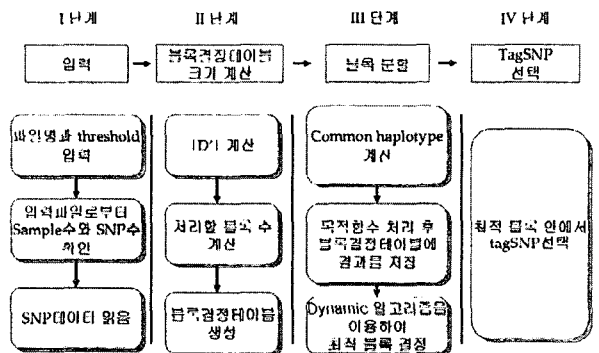 I 단계
II 단계
III 단계
IV 단계
입력
블록결정테이블
크기 계산
블록 분할
TagSNP
선택
파일명과 threshold
입력
입력파일로부터
Sample수와 SNP수
확인
SNP데이터 읽음
|D'| 계산
처리할 블록 수
계산
블록결정테이블
생성
Common haplotype
계산
목적함수 처리 후
블록결정테이블에
결과를 저장
Dynamic 알고리즘을
이용하여
최적 블록 결정
최적 블록 안에서
tagSNP선택